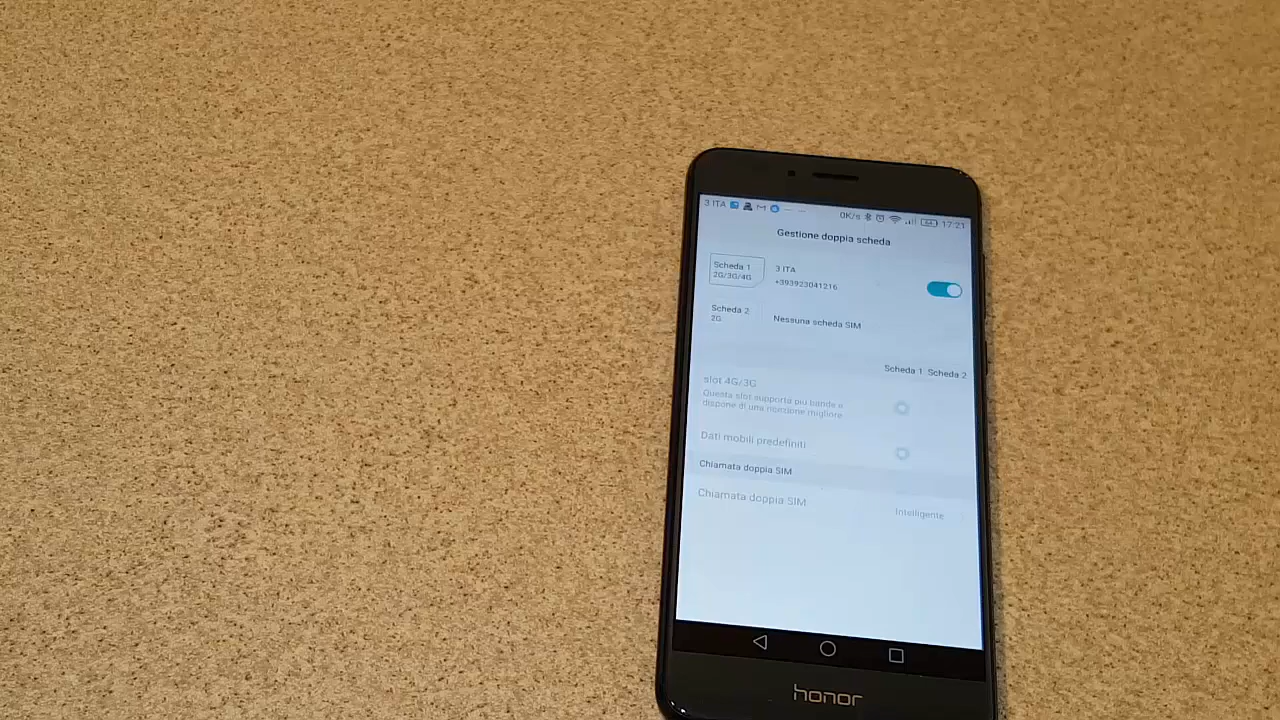 3 ITA
0K/s 17:21
Gestione doppia scheda
Scheda 1
2G/3G/4G
3 ITA
+393923041216
Scheda 2
2G
Nessuna scheda SIM
Scheda 1 Scheda 2
slot 4G/3G
Questa slot supporta più bande e
dispone di una ricezione migliore
Dati mobili predefiniti
Chiamata doppia SIM
Chiamata doppia SIM
Intelligente
honor